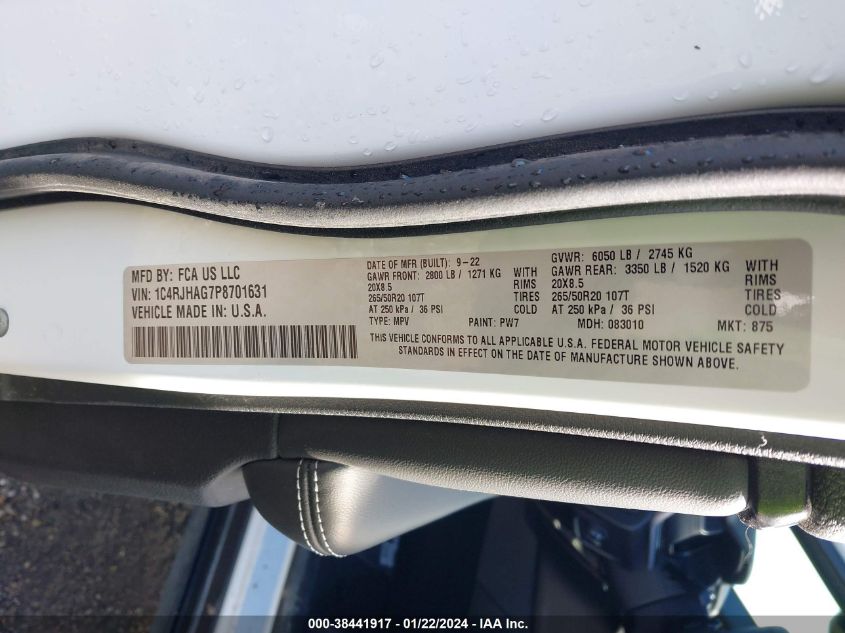 MFD BY: FCA US LLC
VIN: 1C4RJHAG7P8701631
VEHICLE MADE IN: U.S.A.
DATE OF MFR (BUILT): 9-22
GAWR FRONT: 2800 LB / 1271 KG WITH
20X8.5 RIMS
265/50R20 107T TIRES
AT 250 kPa / 36 PSI COLD
TYPE: MPV PAINT: PW7
GVWR: 6050 LB / 2745 KG
GAWR REAR: 3350 LB / 1520 KG WITH
20X8.5 RIMS
265/50R20 107T TIRES
AT 250 kPa / 36 PSI COLD
MDH: 083010 MKT: 875
THIS VEHICLE CONFORMS TO ALL APPLICABLE U.S.A. FEDERAL MOTOR VEHICLE SAFETY
STANDARDS IN EFFECT ON THE DATE OF MANUFACTURE SHOWN ABOVE.
000-38441917 - 01/22/2024 - IAA Inc.